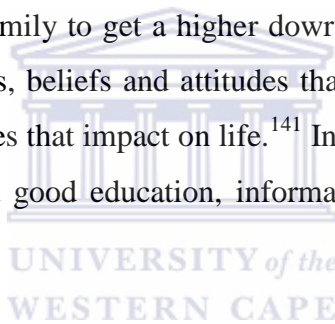 mily to get a higher dowr
s, beliefs and attitudes tha
es that impact on life.141 In
good education, informa
UNIVERSITY of the
WESTERN CAPE